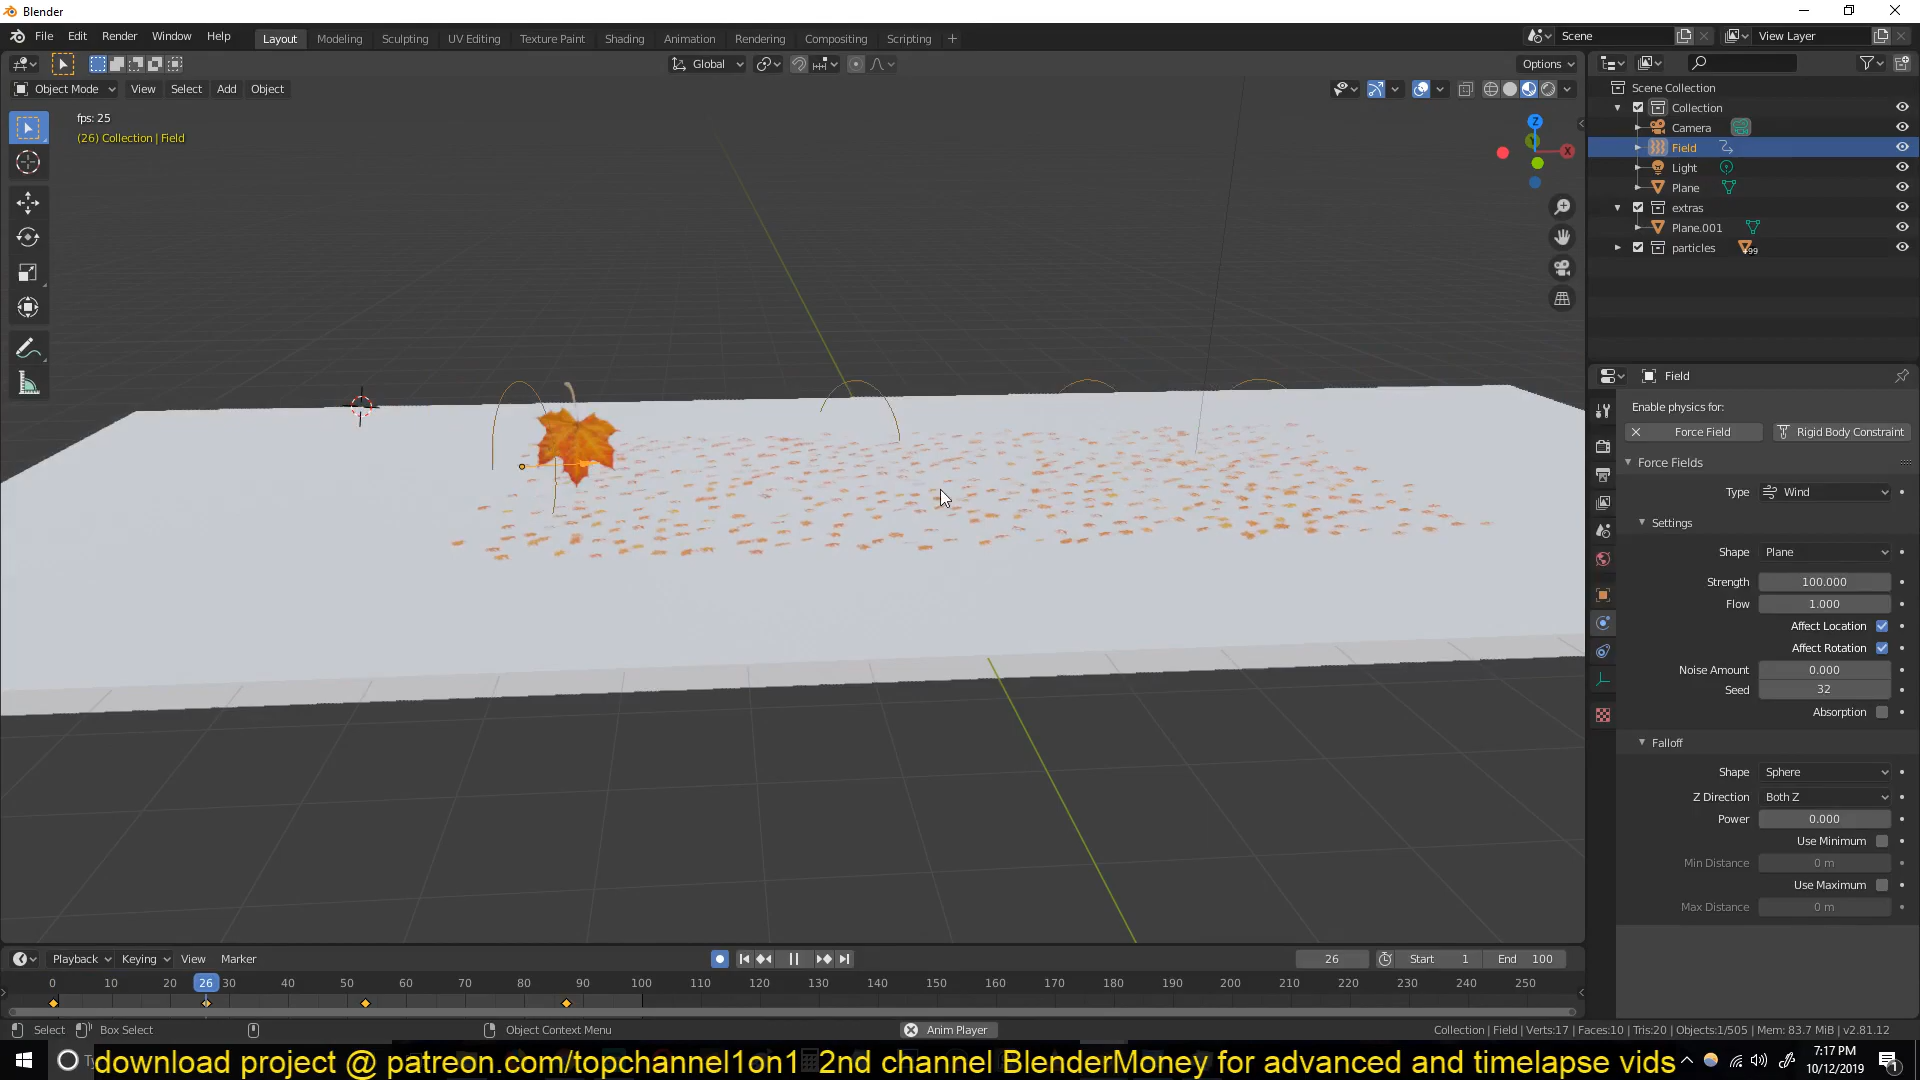 Blender
File Edit Render Window Help
Layout Modeling Sculpting UV Editing Texture Paint Shading Animation Rendering Compositing Scripting +
Scene
View Layer
Global
Options
Object Mode View Select Add Object
fps: 25
(26) Collection | Field
Z
X
Scene Collection
Collection
Camera
Field
Light
Plane
extras
Plane.001
particles
99
Field
Enable physics for:
Force Field
Rigid Body Constraint
Force Fields
Type Wind
Settings
Shape Plane
Strength 100.000
Flow 1.000
Affect Location
Affect Rotation
Noise Amount 0.000
Seed 32
Absorption
Falloff
Shape Sphere
Z Direction Both Z
Power 0.000
Use Minimum
Min Distance 0 m
Use Maximum
Max Distance 0 m
Playback Keying View Marker
26
Start 1 End 100
0 10 20 26 30 40 50 60 70 80 90 100 110 120 130 140 150 160 170 180 190 200 210 220 230 240 250
Select Box Select Object Context Menu Anim Player Collection | Field | Verts:17 | Faces:10 | Tris:20 | Objects:1/505 | Mem: 83.7 MiB | v2.81.12
download project @ patreon.com/topchannel1on1 2nd channel BlenderMoney for advanced and timelapse vids
7:17 PM
10/12/2019
1